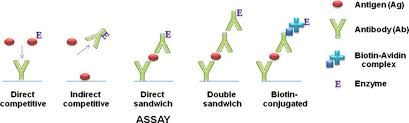 E
E
E
E
E
Direct competitive
Indirect competitive
Direct sandwich
Double sandwich
Biotin-conjugated
ASSAY
Antigen (Ag)
Antibody (Ab)
Biotin-Avidin complex
E
Enzyme